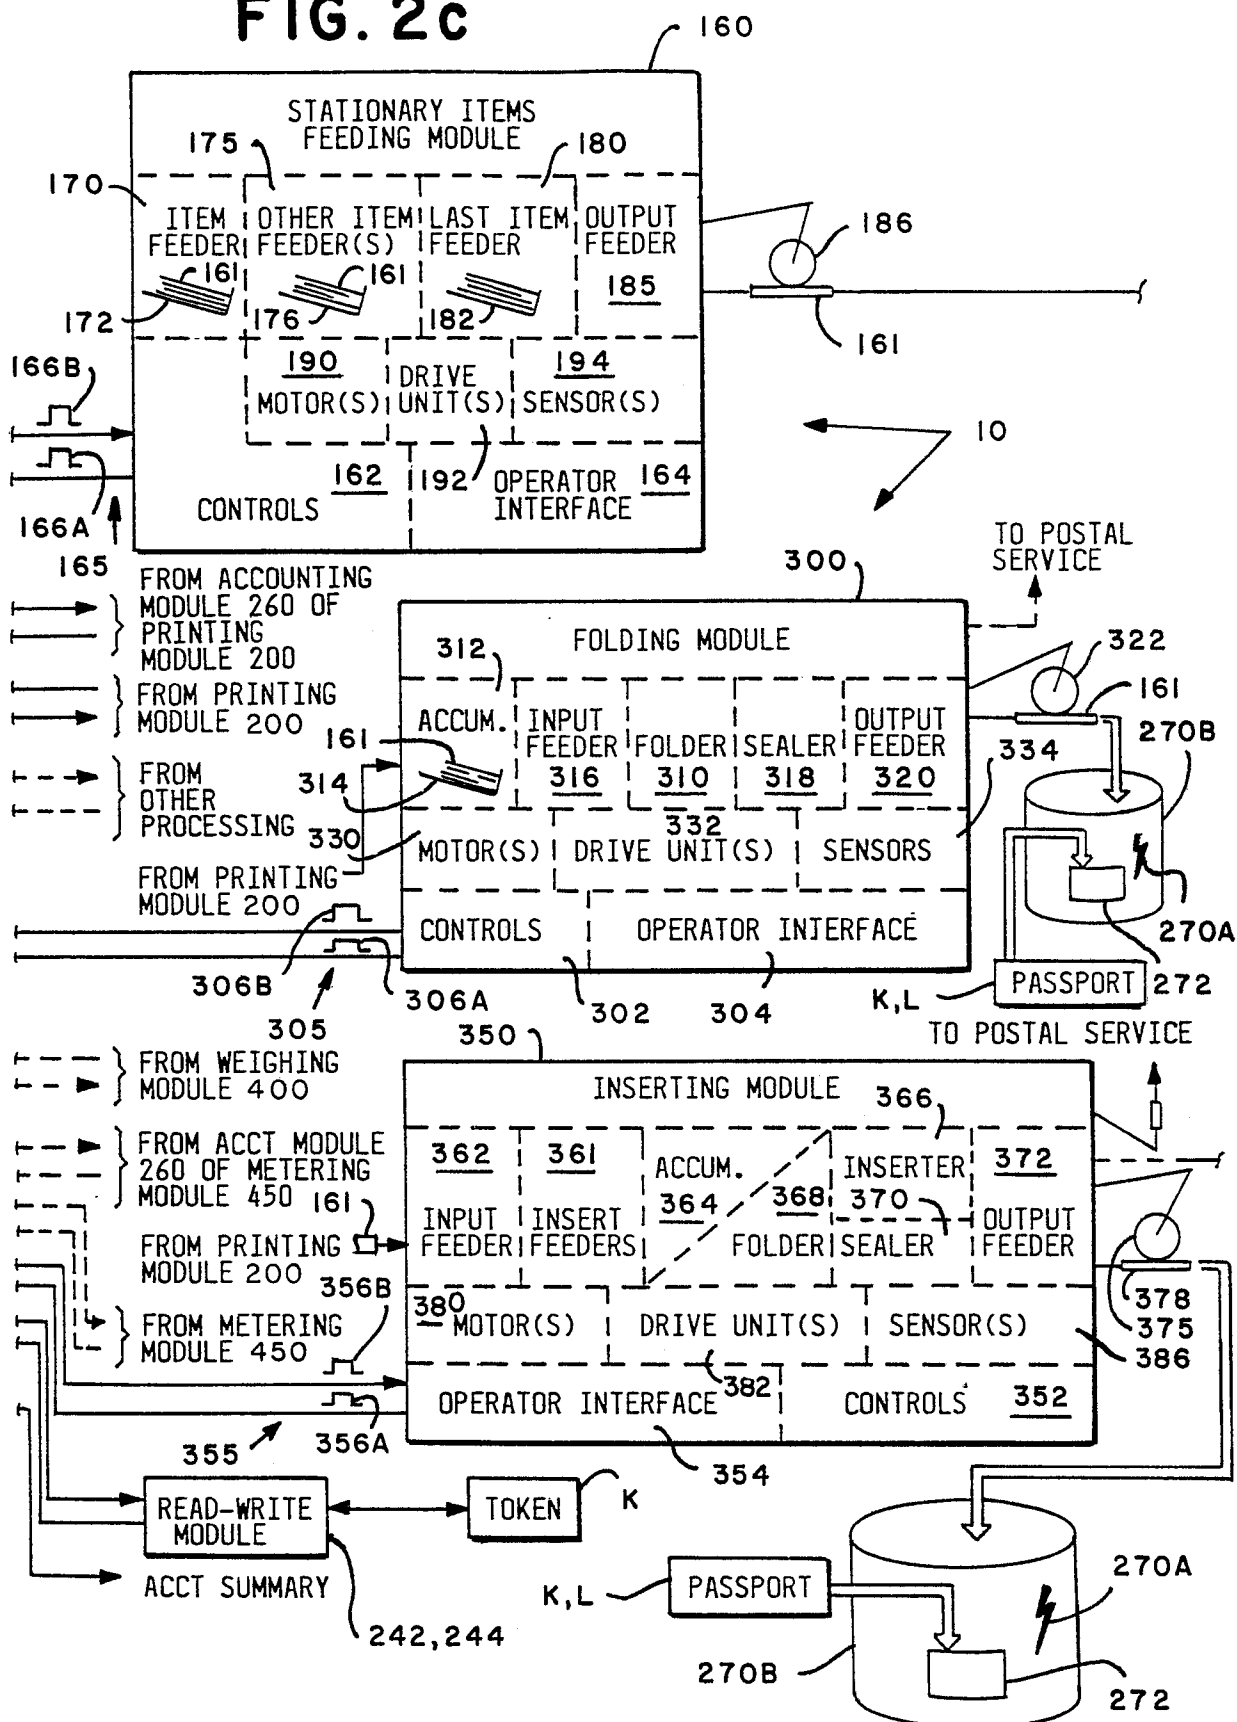 FIG. 2c
160
STATIONARY ITEMS
FEEDING MODULE
175
180
170
ITEM
FEEDER
OTHER ITEM
FEEDER(S)
LAST ITEM
FEEDER
OUTPUT
FEEDER
186
161
161
185
172
176
182
161
166B
190
MOTOR(S)
DRIVE
UNIT(S)
194
SENSOR(S)
10
162
192
164
CONTROLS
OPERATOR
INTERFACE
166A
165
TO POSTAL
SERVICE
300
FROM ACCOUNTING
MODULE 260 OF
PRINTING
MODULE 200
FOLDING MODULE
312
322
161
FROM PRINTING
MODULE 200
ACCUM.
INPUT
FEEDER
FOLDER
SEALER
OUTPUT
FEEDER
270B
161
316
310
318
320
334
314
FROM
OTHER
PROCESSING
330
332
MOTOR(S)
DRIVE UNIT(S)
SENSORS
FROM PRINTING
MODULE 200
CONTROLS
OPERATOR INTERFACE
270A
306B
306A
302
304
K,L
PASSPORT
272
305
350
TO POSTAL SERVICE
FROM WEIGHING
MODULE 400
INSERTING MODULE
366
FROM ACCT MODULE
260 OF METERING
MODULE 450
362
361
ACCUM.
364
368
INSERTER
370
372
161
INPUT
FEEDER
INSERT
FEEDERS
FOLDER
SEALER
OUTPUT
FEEDER
FROM PRINTING
MODULE 200
356B
380
378
FROM METERING
MODULE 450
MOTOR(S)
DRIVE UNIT(S)
SENSOR(S)
375
386
382
OPERATOR INTERFACE
CONTROLS
352
356A
355
354
READ-WRITE
MODULE
TOKEN
K
ACCT SUMMARY
K,L
PASSPORT
270A
242,244
270B
272